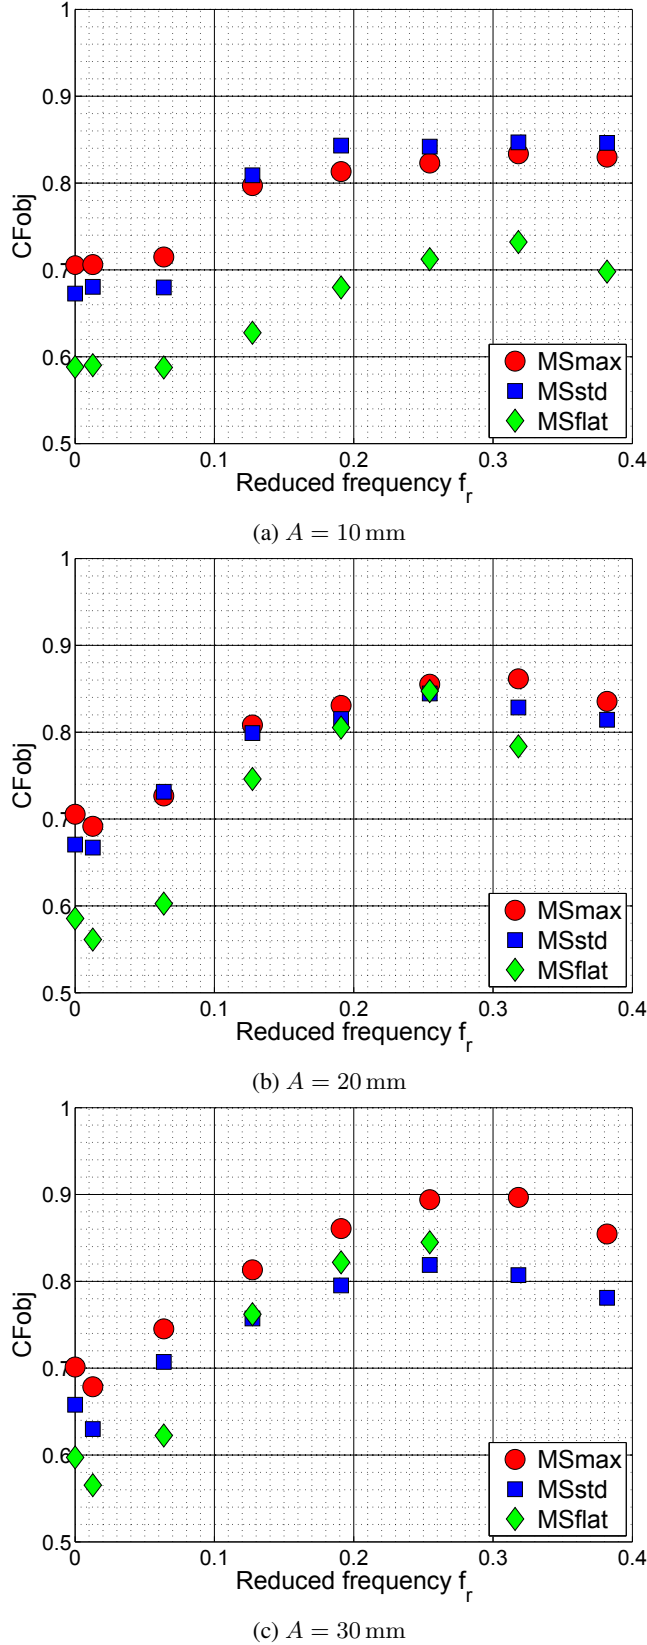 1
0.9
0.8
0.7
0.6
0.5
CFobj
0 0.1 0.2 0.3 0.4
Reduced frequency f_r
MSmax
MSstd
MSflat
(a) A = 10 mm
1
0.9
0.8
0.7
0.6
0.5
CFobj
0 0.1 0.2 0.3 0.4
Reduced frequency f_r
MSmax
MSstd
MSflat
(b) A = 20 mm
1
0.9
0.8
0.7
0.6
0.5
CFobj
0 0.1 0.2 0.3 0.4
Reduced frequency f_r
MSmax
MSstd
MSflat
(c) A = 30 mm